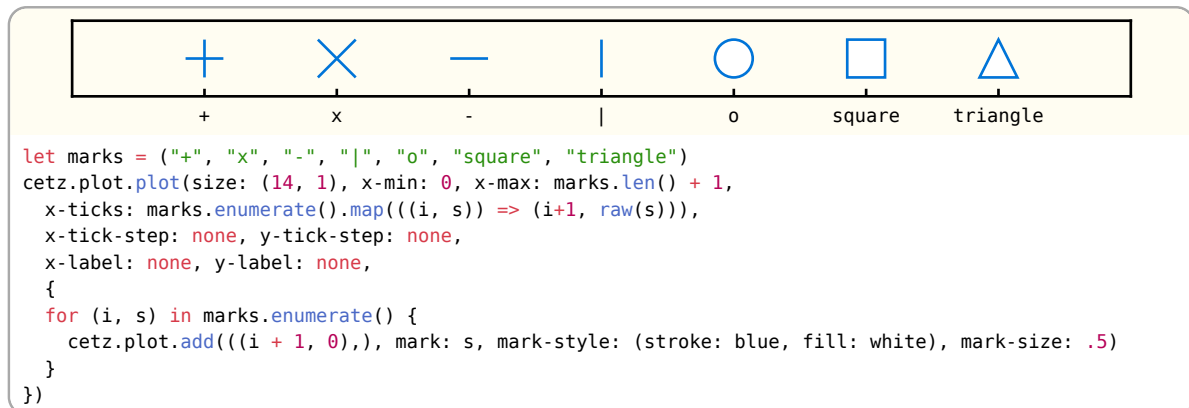 + x - | o square triangle
let marks = ("+", "x", "-", "|", "o", "square", "triangle")
cetz.plot.plot(size: (14, 1), x-min: 0, x-max: marks.len() + 1,
  x-ticks: marks.enumerate().map(((i, s)) => (i+1, raw(s))),
  x-tick-step: none, y-tick-step: none,
  x-label: none, y-label: none,
  {
  for (i, s) in marks.enumerate() {
    cetz.plot.add(((i + 1, 0),), mark: s, mark-style: (stroke: blue, fill: white), mark-size: .5)
  }
})